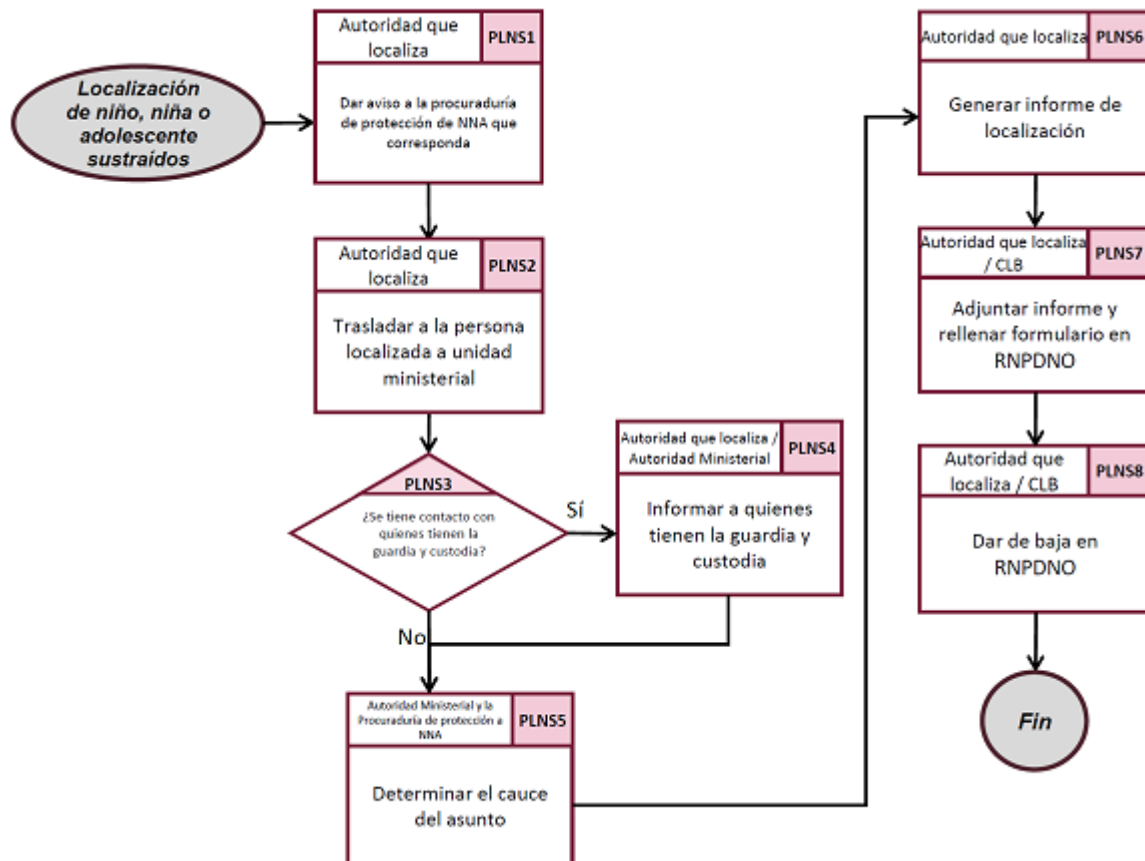 Localización
de niño, niña o
adolescente
sustraídos
Autoridad que
localiza
PLNS1
Dar aviso a la procuraduría
de protección de NNA que
corresponda
Autoridad que
localiza
PLNS2
Trasladar a la persona
localizada a unidad
ministerial
PLNS3
¿Se tiene contacto con
quienes tienen la
guardia y custodia?
Sí
No
Autoridad que localiza /
Autoridad Ministerial
PLNS4
Informar a quienes
tienen la guardia y
custodia
Autoridad Ministerial y la
Procuraduría de protección a
NNA
PLNS5
Determinar el cauce
del asunto
Autoridad que localiza
PLNS6
Generar informe de
localización
Autoridad que localiza
/ CLB
PLNS7
Adjuntar informe y
rellenar formulario en
RNPDNO
Autoridad que
localiza / CLB
PLNS8
Dar de baja en
RNPDNO
Fin